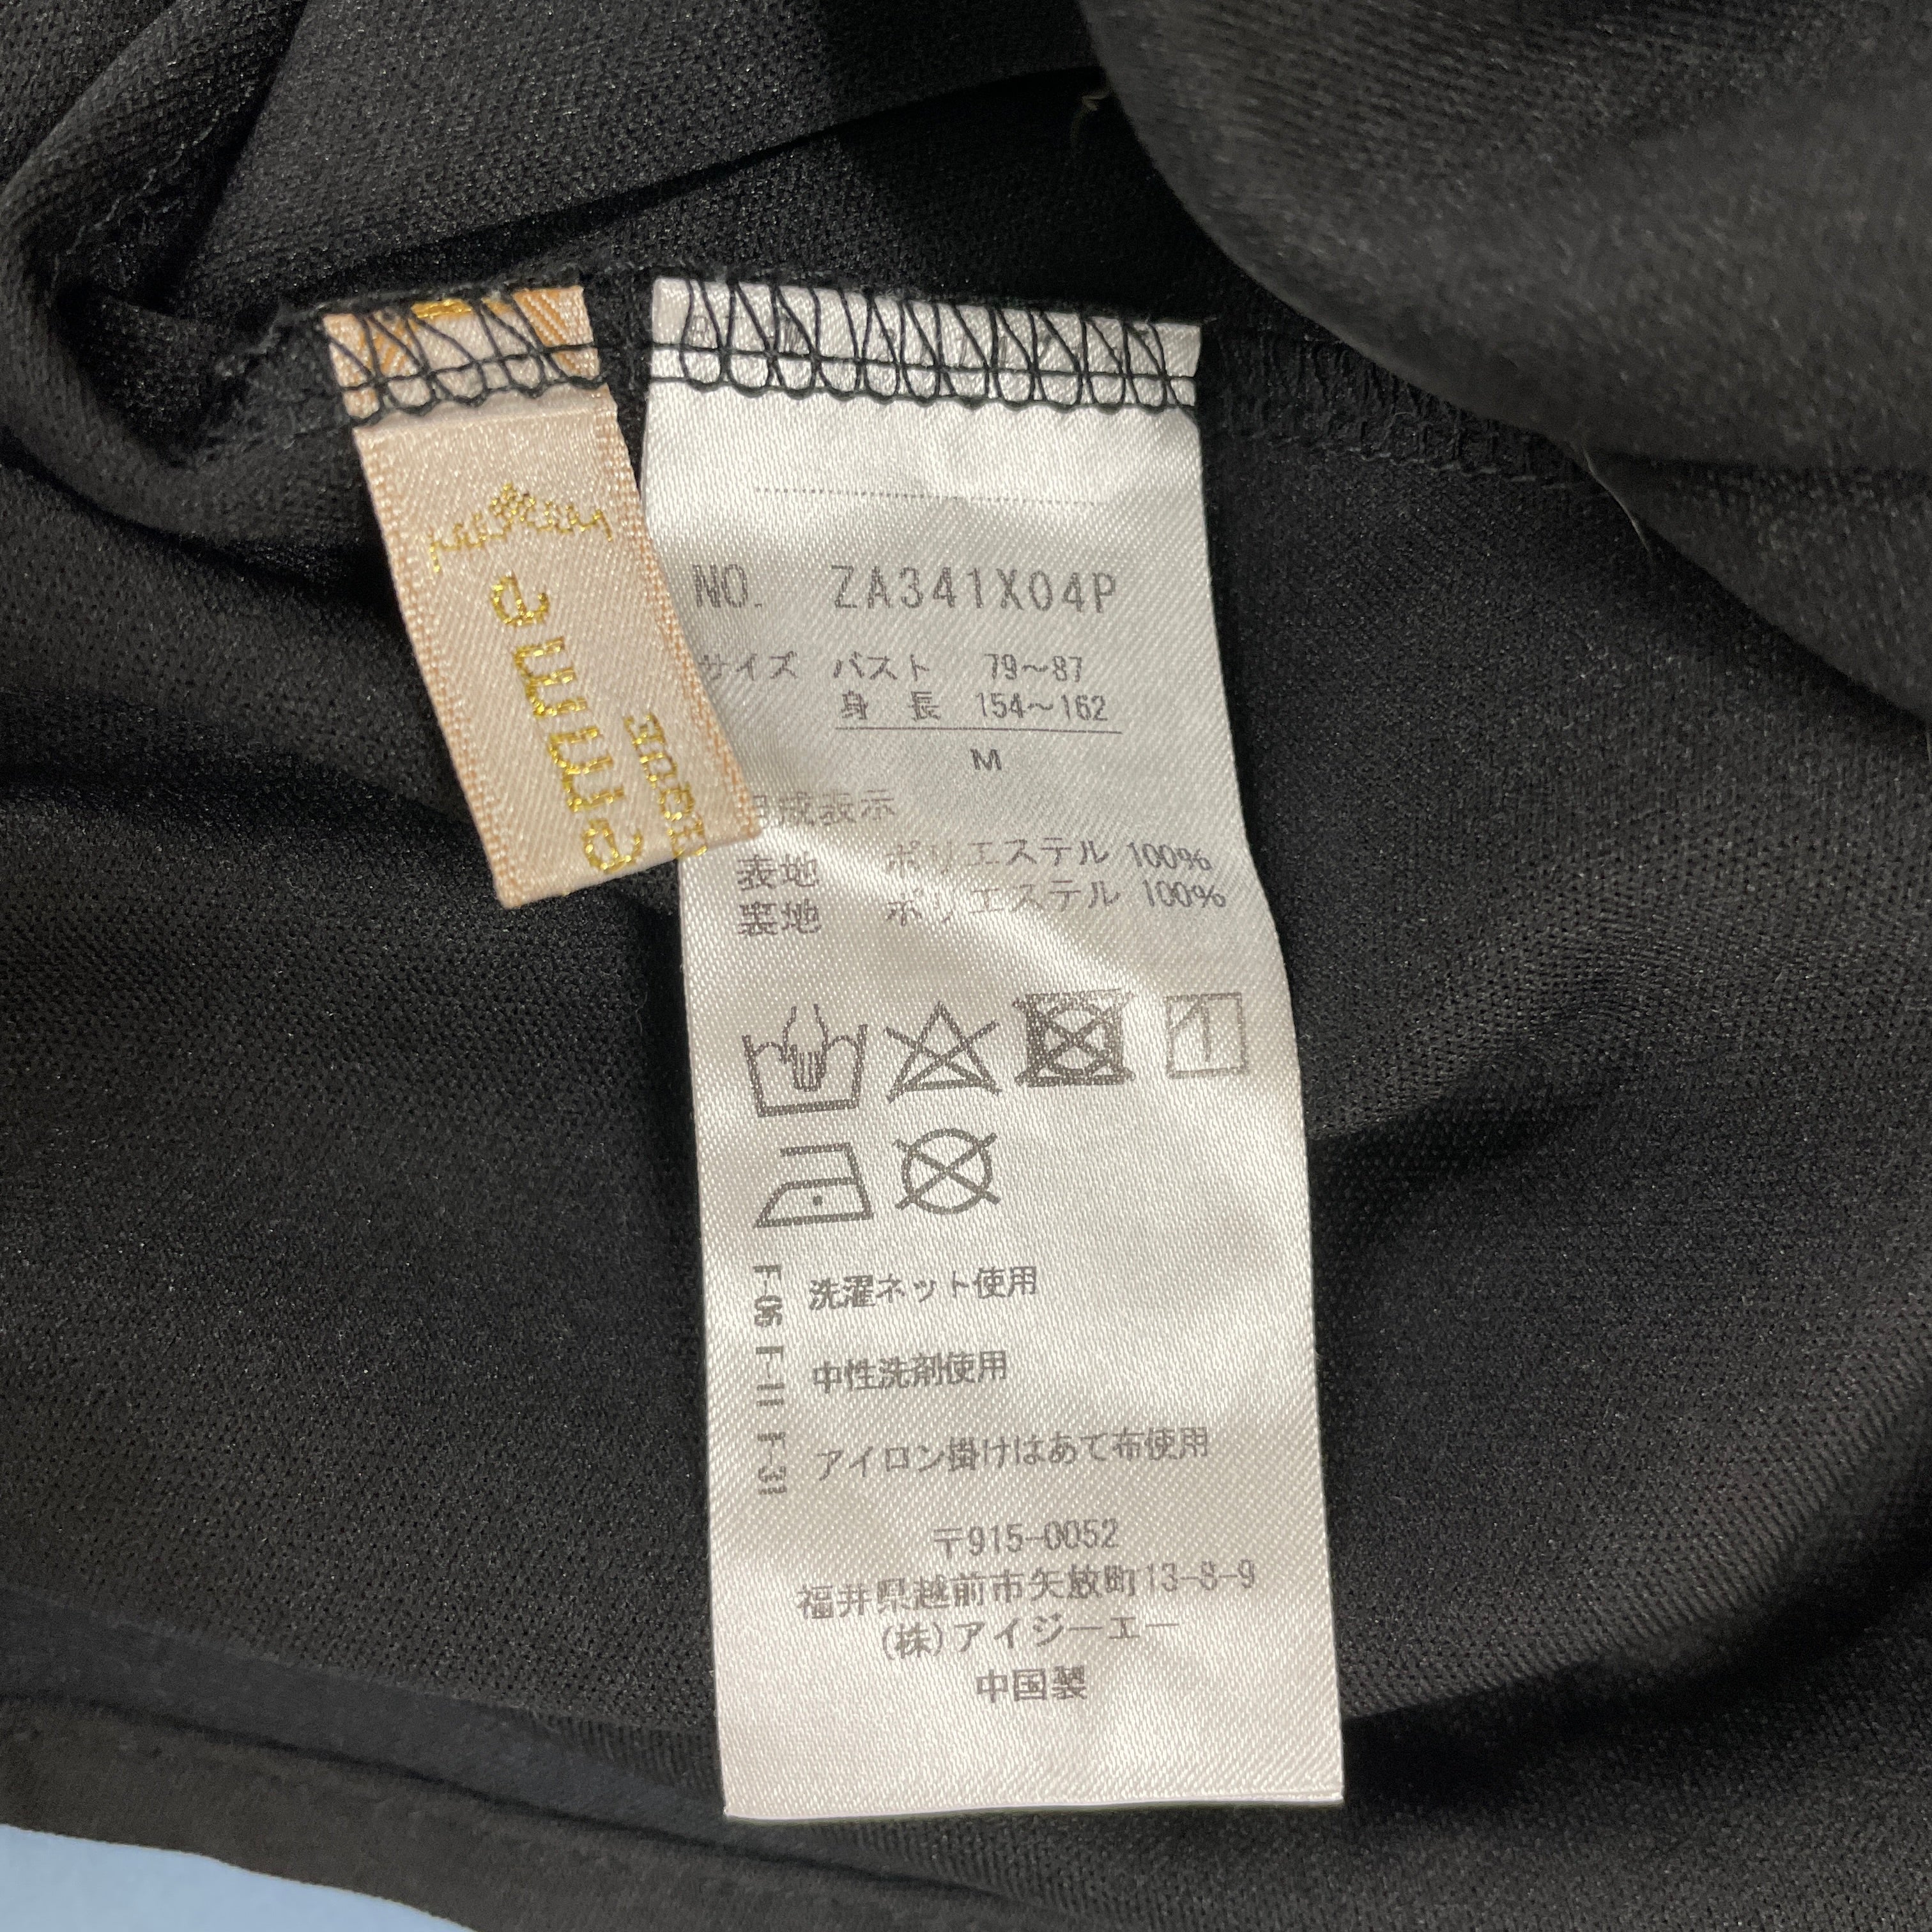 NO. ZA341X04P
サイズ バスト 79～87
身 長 154～162
M
成表示
表地 ポリエステル 100%
裏地 ポリエステル 100%
F-06 洗濯ネット使用
F-11 中性洗剤使用
F-31 アイロン掛けはあて布使用
〒915-0052
福井県越前市矢放町13-8-9
(株)アイジーエー
中国製